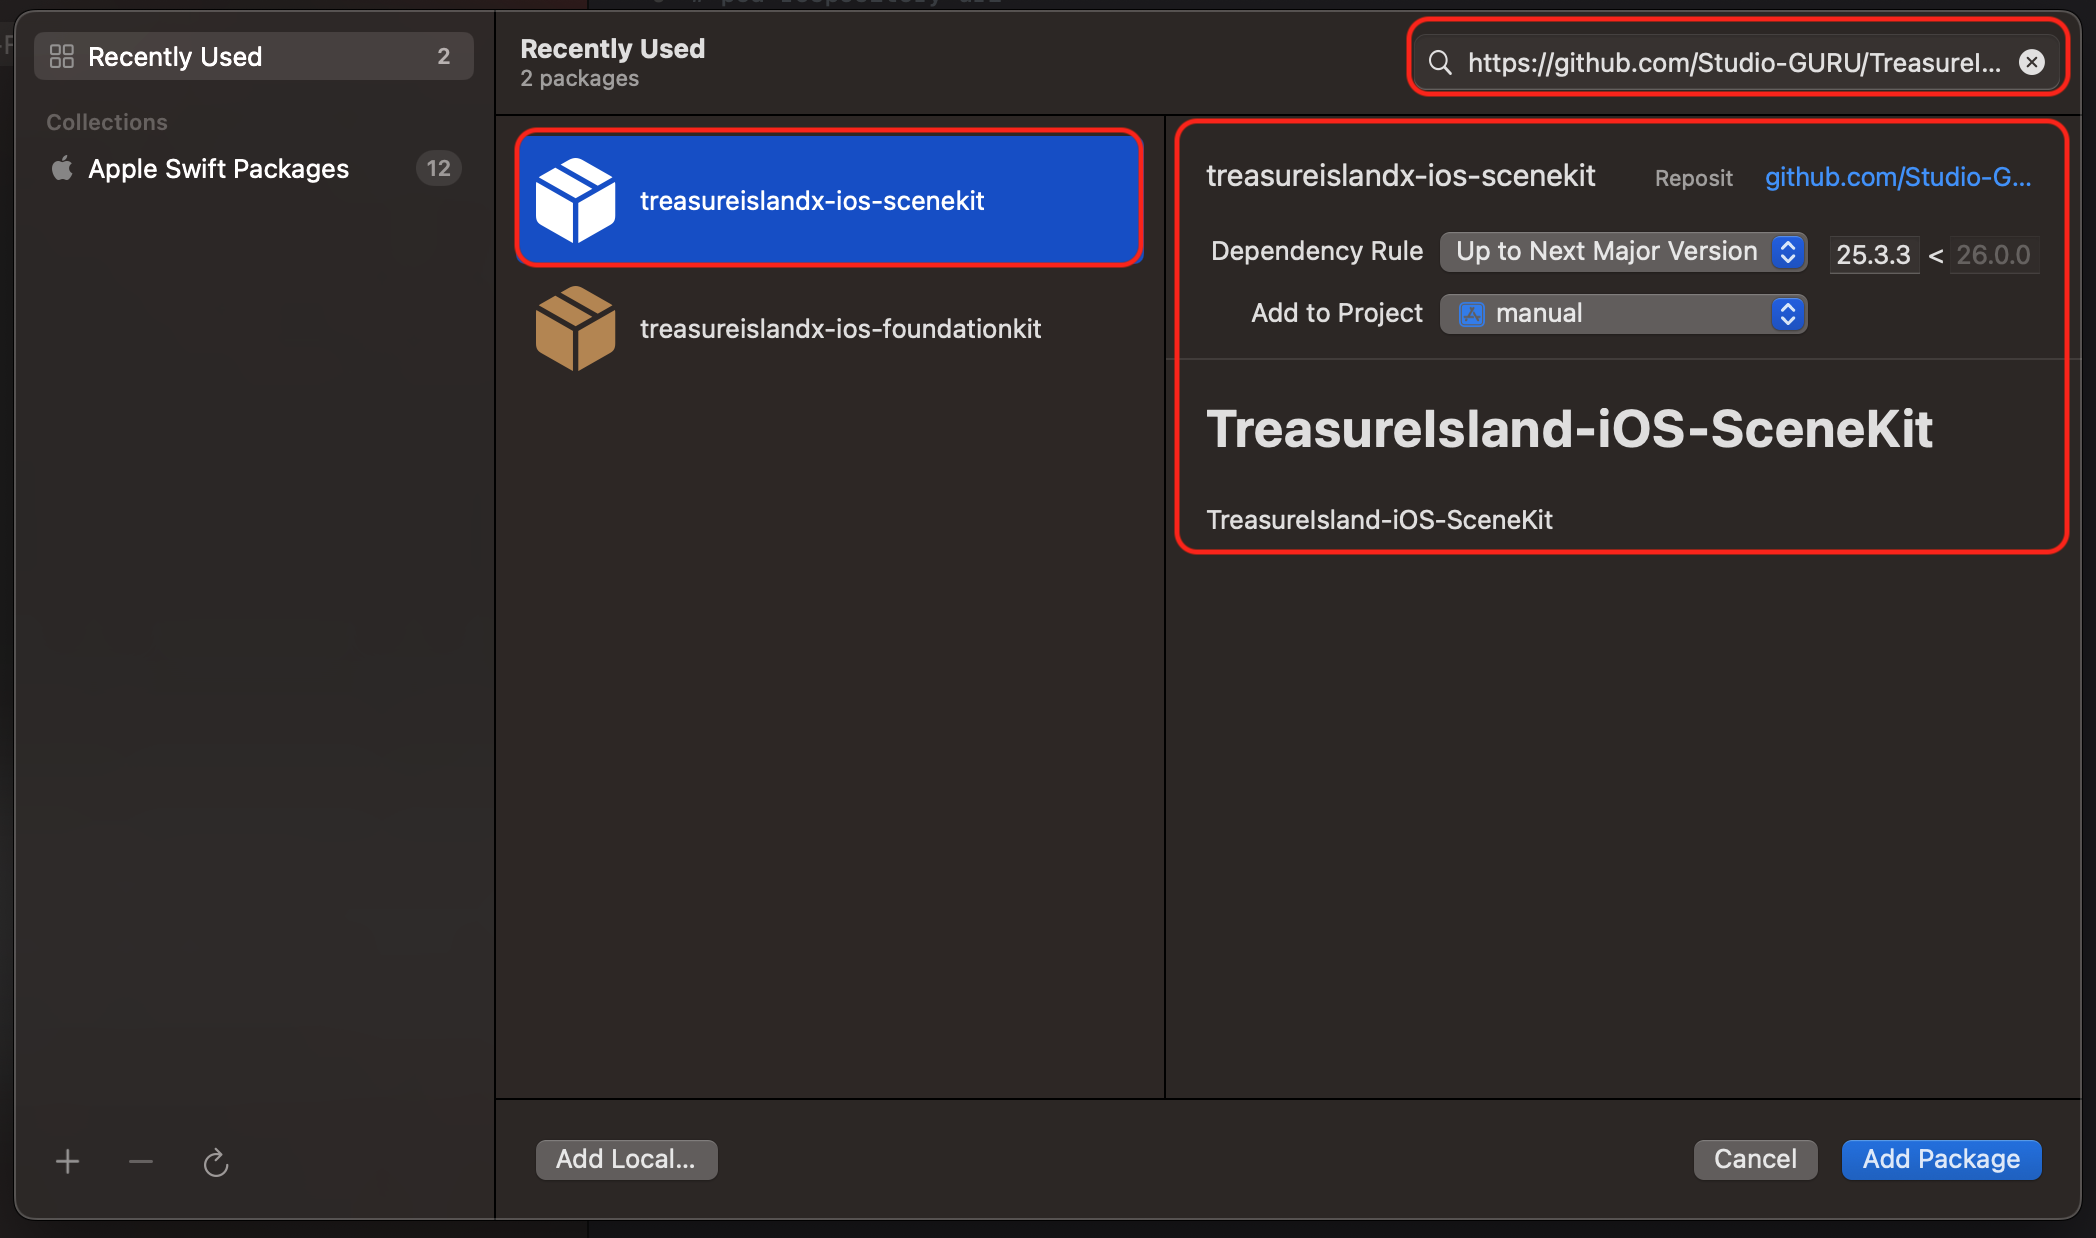 Recently Used 2
Collections
Apple Swift Packages 12
Recently Used
2 packages
https://github.com/Studio-GURU/TreasureI...
treasureislandx-ios-scenekit
treasureislandx-ios-foundationkit
treasureislandx-ios-scenekit Reposit github.com/Studio-G...
Dependency Rule Up to Next Major Version 25.3.3 < 26.0.0
Add to Project manual
TreasureIsland-iOS-SceneKit
TreasureIsland-iOS-SceneKit
Add Local... Cancel Add Package